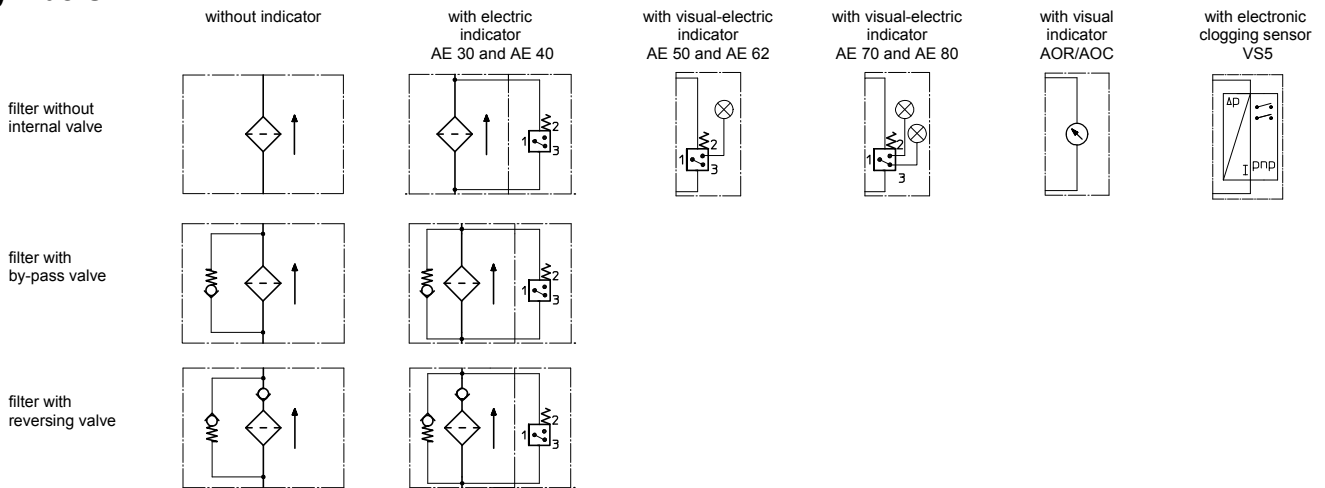 without indicator
with electric
indicator
AE 30 and AE 40
with visual-electric
indicator
AE 50 and AE 62
with visual-electric
indicator
AE 70 and AE 80
with visual
indicator
AOR/AOC
with electronic
clogging sensor
VS5
filter without
internal valve
1 2 3
1 2 3
1 2 3
Δp
I pnp
filter with
by-pass valve
1 2 3
filter with
reversing valve
1 2 3